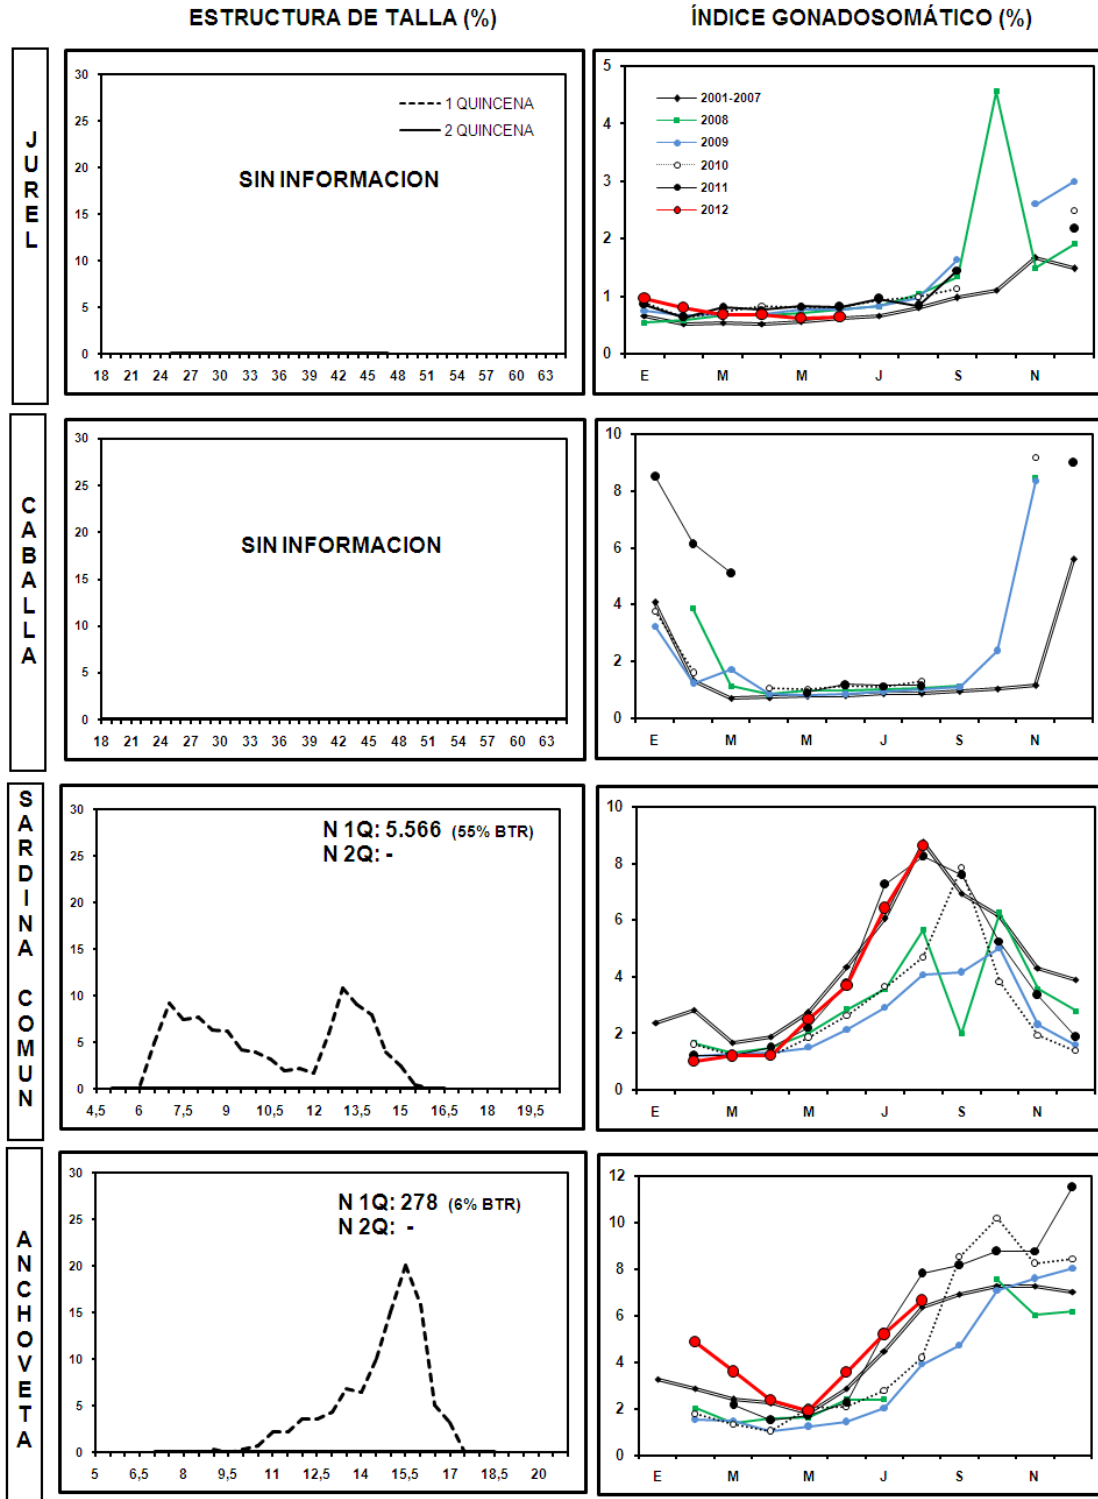 ESTRUCTURA DE TALLA (%)
ÍNDICE GONADOSOMÁTICO (%)
JUREL
30
25
20
15
10
5
0
1 QUINCENA
2 QUINCENA
SIN INFORMACION
18 21 24 27 30 33 36 39 42 45 48 51 54 57 60 63
5
4
3
2
1
0
2001-2007
2008
2009
2010
2011
2012
E M M J S N
CABALLA
30
25
20
15
10
5
0
SIN INFORMACION
18 21 24 27 30 33 36 39 42 45 48 51 54 57 60 63
10
8
6
4
2
0
E M M J S N
SARDINA COMUN
30
25
20
15
10
5
0
N 1Q: 5.566 (55% BTR)
N 2Q: -
4,5 6 7,5 9 10,5 12 13,5 15 16,5 18 19,5
10
8
6
4
2
0
E M M J S N
ANCHOVETA
30
25
20
15
10
5
0
N 1Q: 278 (6% BTR)
N 2Q: -
5 6,5 8 9,5 11 12,5 14 15,5 17 18,5 20
12
10
8
6
4
2
0
E M M J S N